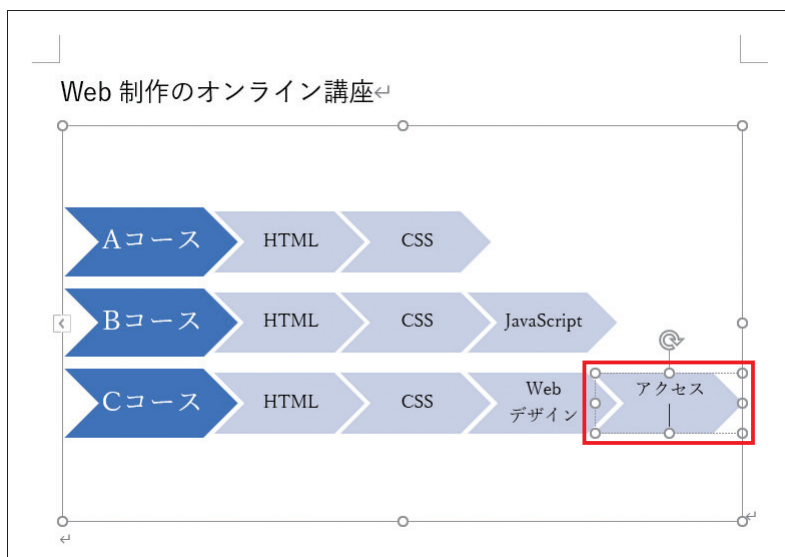 Web 制作のオンライン講座
Aコース
HTML
CSS
Bコース
HTML
CSS
JavaScript
Cコース
HTML
CSS
Web
デザイン
アクセス